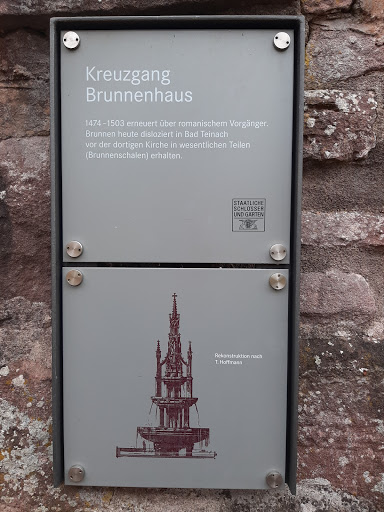 Kreuzgang
Brunnenhaus
1474–1503 erneuert über romanischem Vorgänger.
Brunnen heute disloziert in Bad Teinach
vor der dortigen Kirche in wesentlichen Teilen
(Brunnenschalen) erhalten.
STAATLICHE
SCHLÖSSER
UND GÄRTEN
Rekonstruktion nach
T. Hoffmann